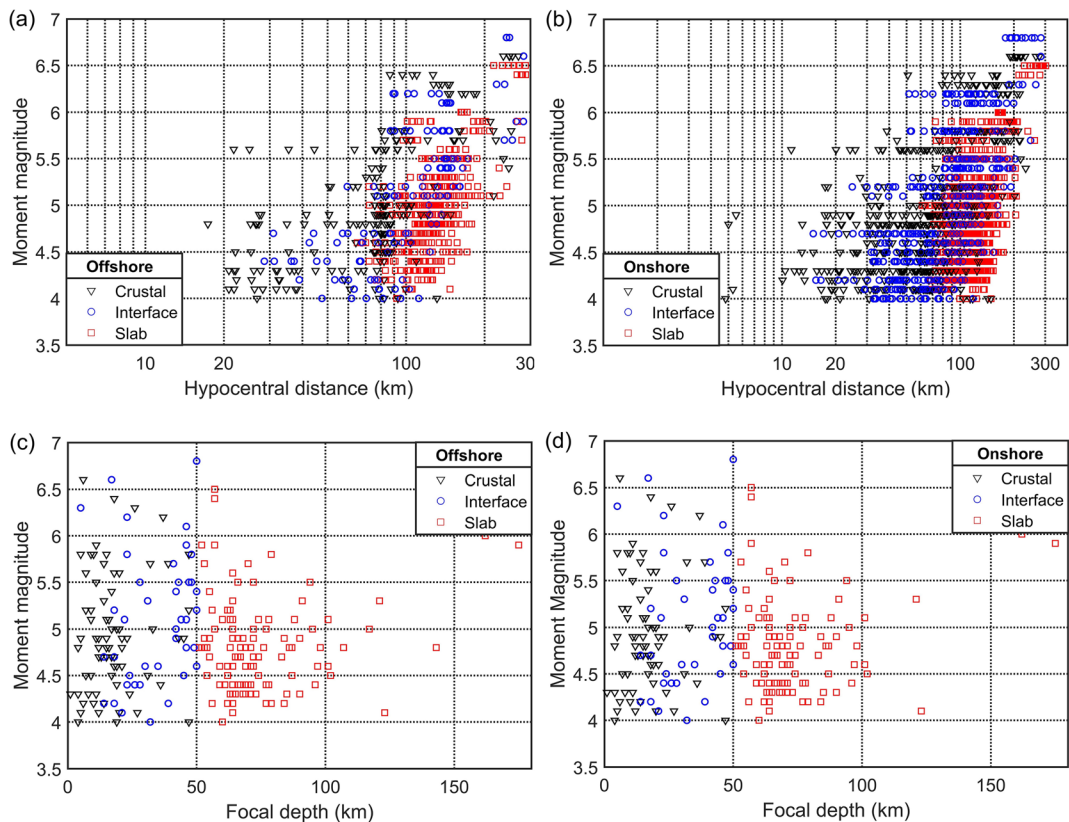 (a)
7
6.5
6
5.5
5
4.5
4
3.5
Moment magnitude
Offshore
Crustal
Interface
Slab
10 20 100 30
Hypocentral distance (km)
(b)
7
6.5
6
5.5
5
4.5
4
3.5
Moment magnitude
Onshore
Crustal
Interface
Slab
10 20 100 300
Hypocentral distance (km)
(c)
7
6.5
6
5.5
5
4.5
4
3.5
Moment magnitude
Offshore
Crustal
Interface
Slab
0 50 100 150
Focal depth (km)
(d)
7
6.5
6
5.5
5
4.5
4
3.5
Moment Magnitude
Onshore
Crustal
Interface
Slab
0 50 100 150
Focal depth (km)